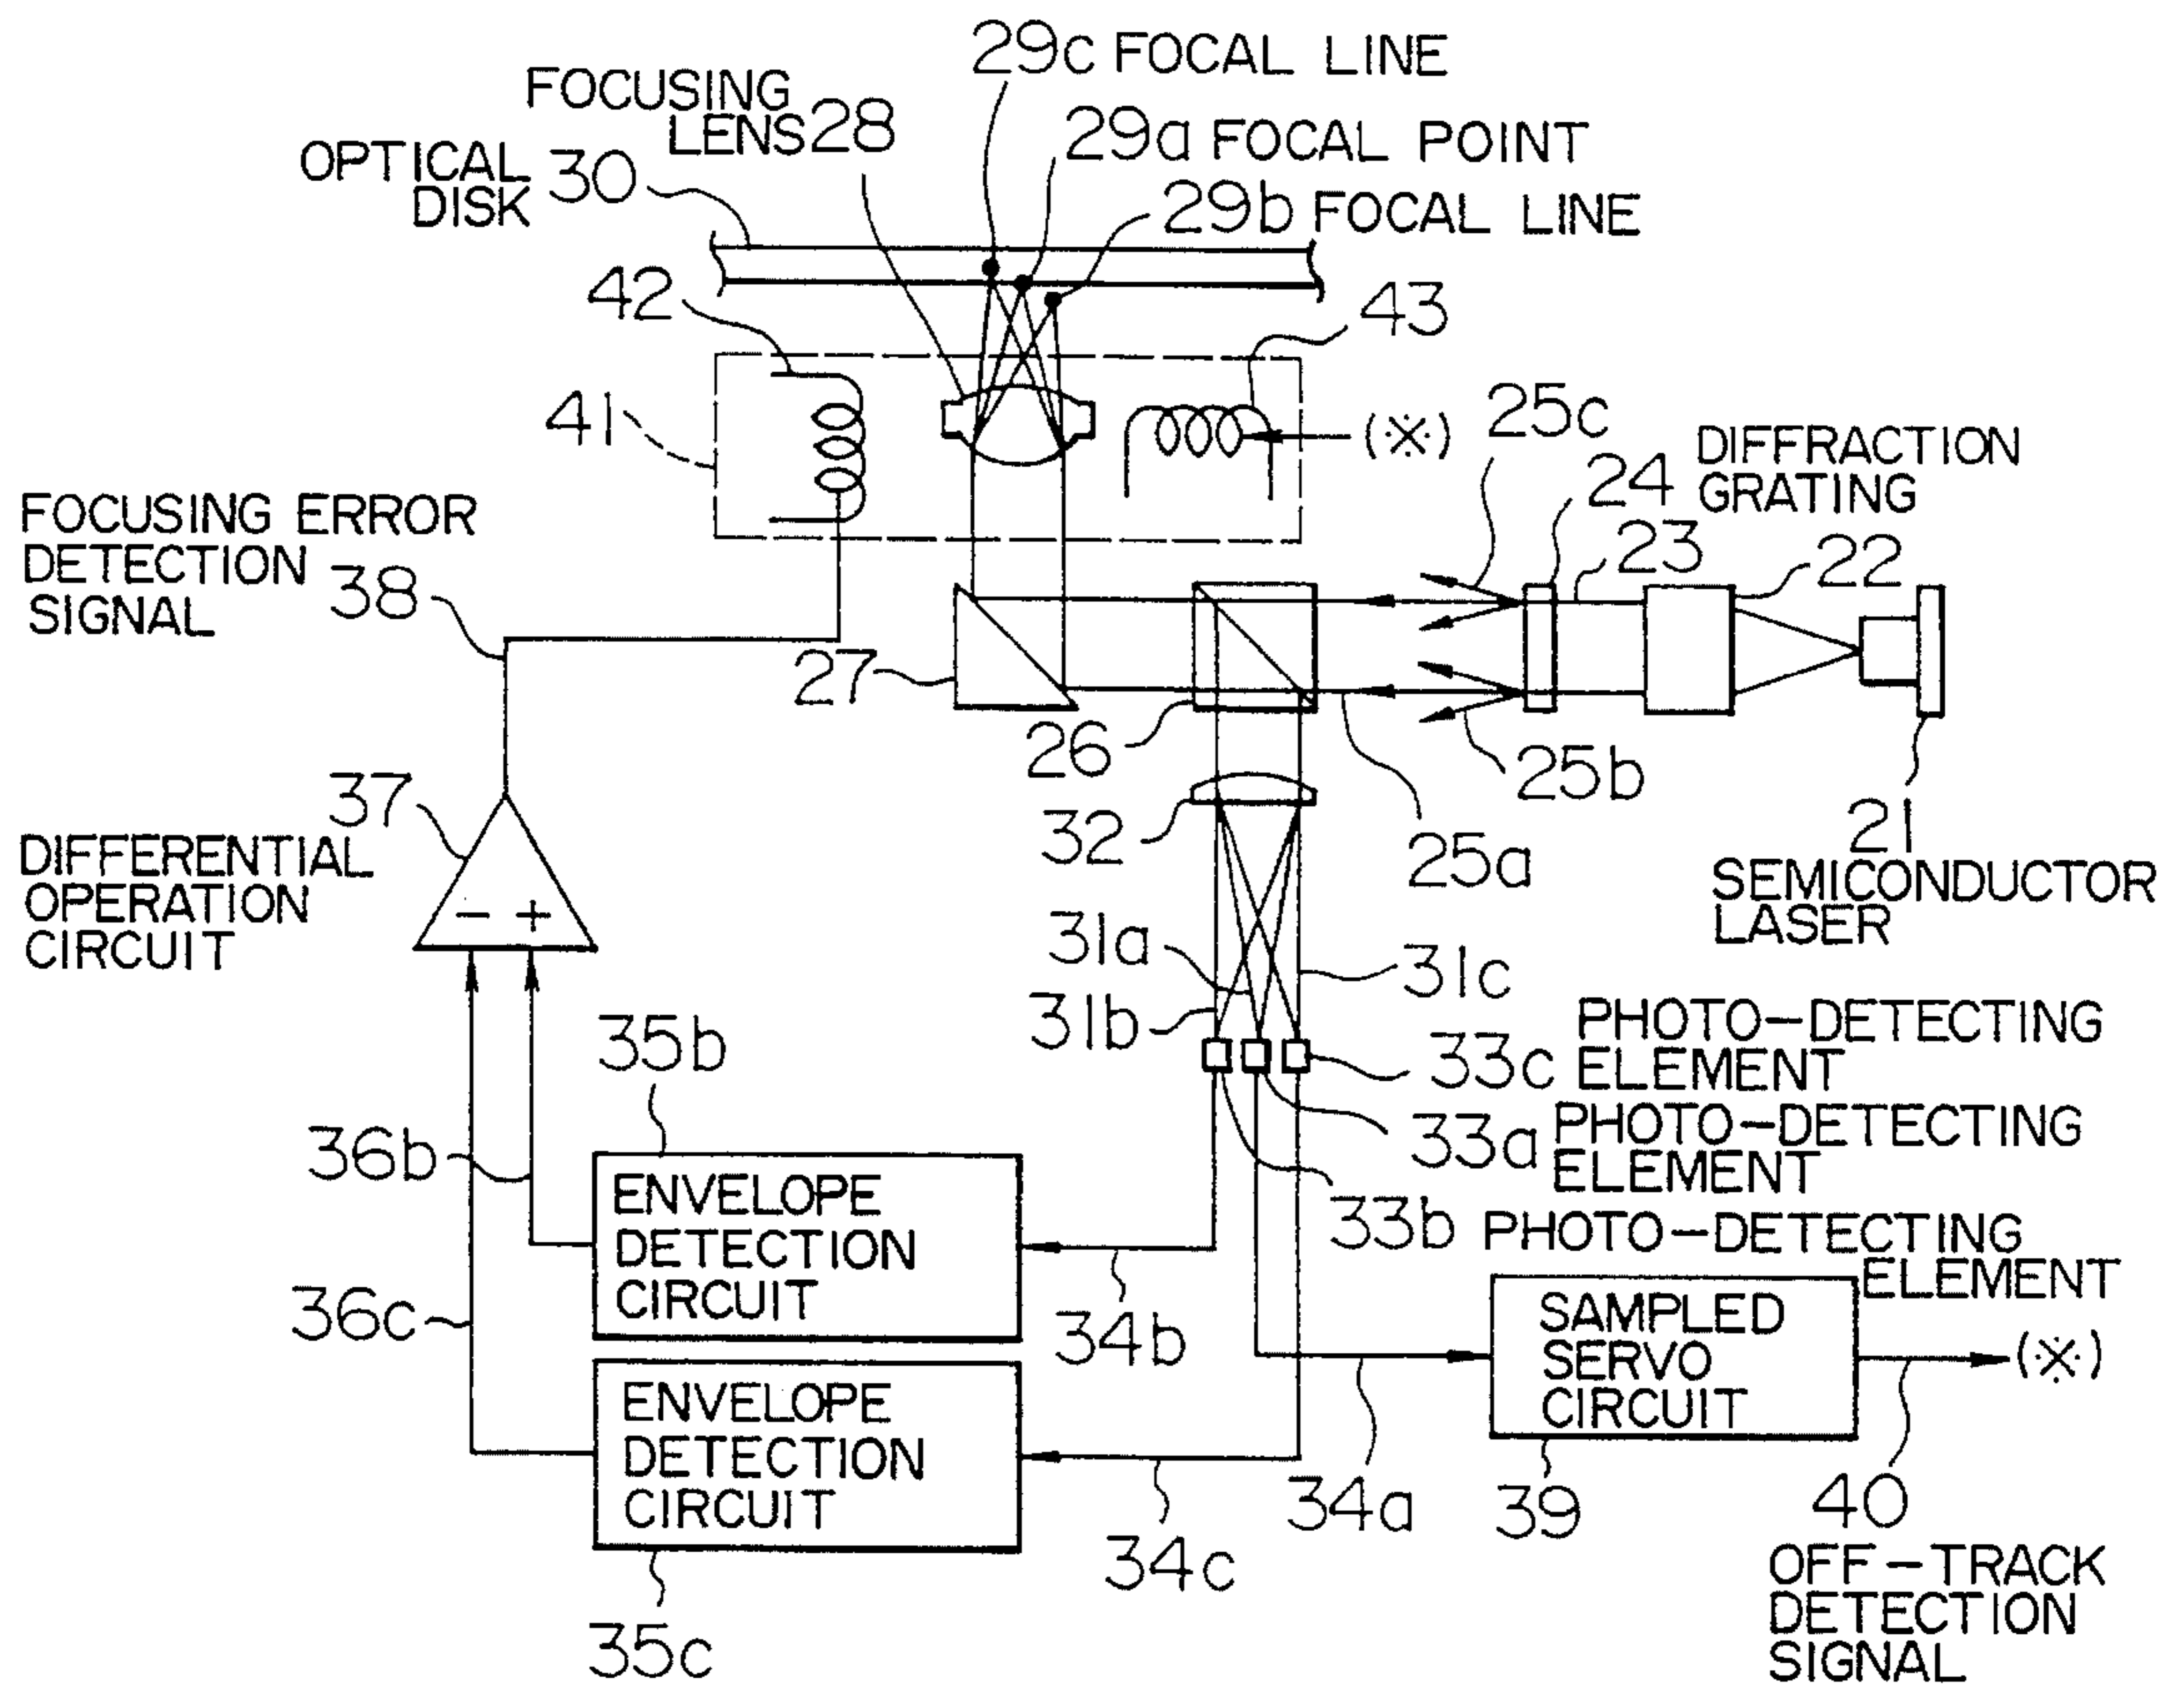 29c FOCAL LINE
FOCUSING
LENS 28
29a FOCAL POINT
OPTICAL
DISK 30
29b FOCAL LINE
42
43
41
(※)
25c
24 DIFFRACTION
GRATING
23
22
FOCUSING ERROR
DETECTION
SIGNAL
38
27
26
25b
21
SEMICONDUCTOR
LASER
37
DIFFERENTIAL
OPERATION
CIRCUIT
− +
32
25a
31a
31c
31b
33c PHOTO-DETECTING
ELEMENT
33a PHOTO-DETECTING
ELEMENT
33b PHOTO-DETECTING
ELEMENT
35b
36b
ENVELOPE
DETECTION
CIRCUIT
34b
36c
SAMPLED
SERVO
CIRCUIT
(※)
ENVELOPE
DETECTION
CIRCUIT
34a
39
40
34c
35c
OFF-TRACK
DETECTION
SIGNAL